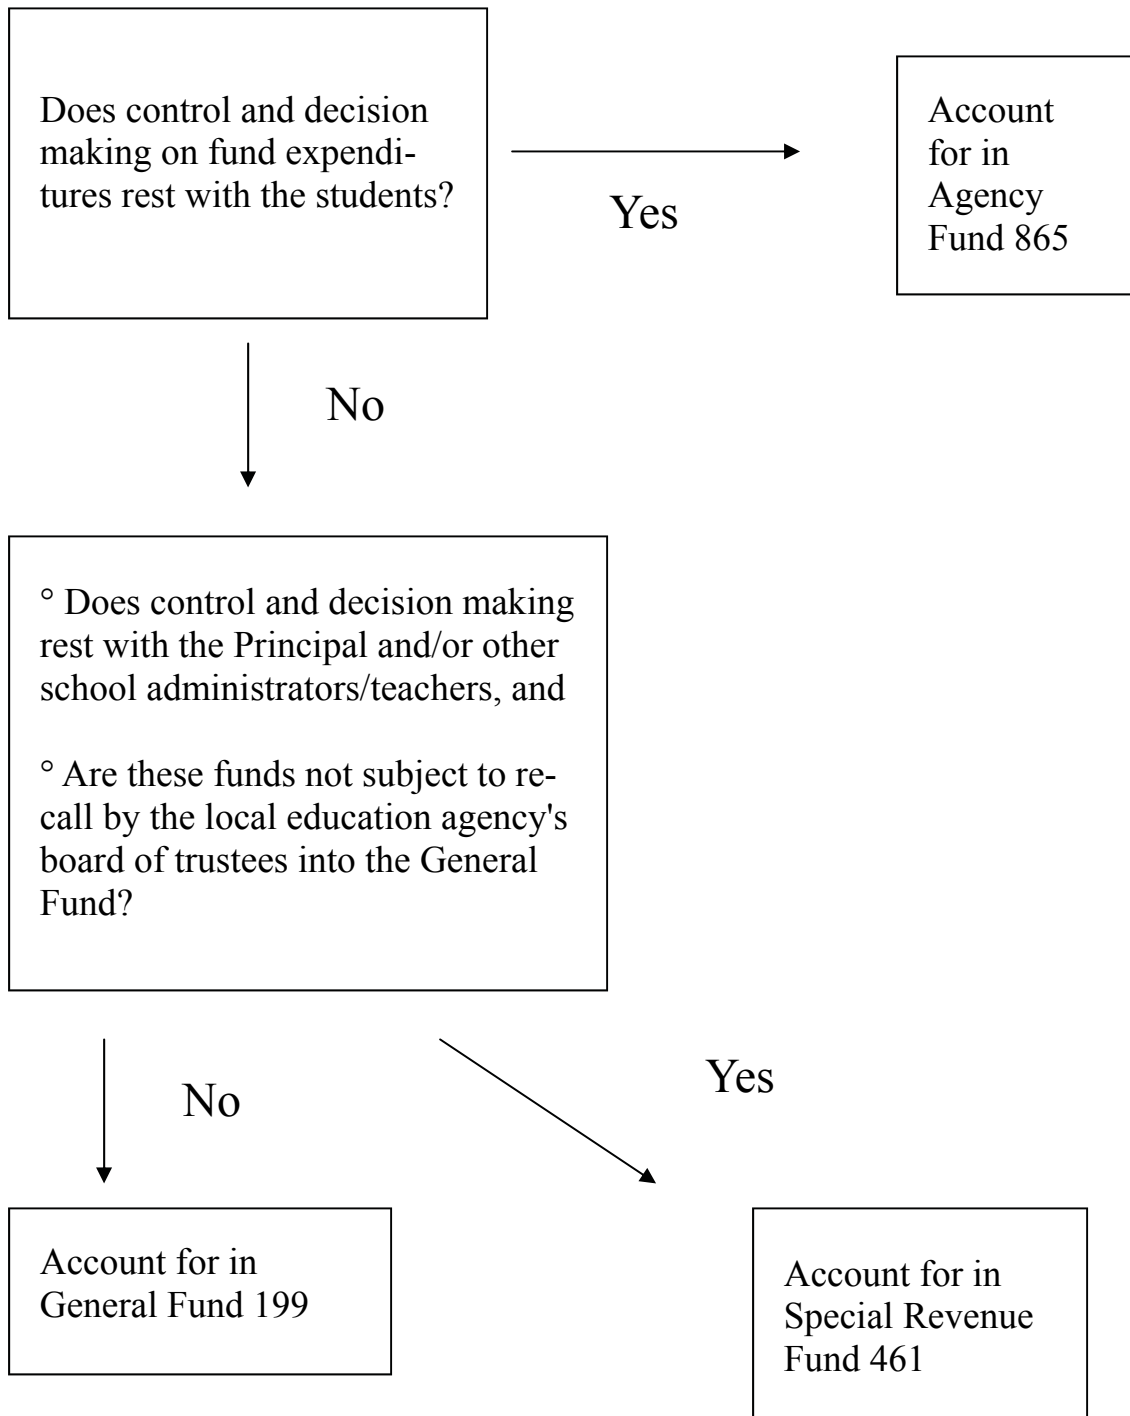 Does control and decision
making on fund expendi-
tures rest with the students?
Yes
Account
for in
Agency
Fund 865
No
° Does control and decision making
rest with the Principal and/or other
school administrators/teachers, and
° Are these funds not subject to re-
call by the local education agency's
board of trustees into the General
Fund?
No
Yes
Account for in
General Fund 199
Account for in
Special Revenue
Fund 461